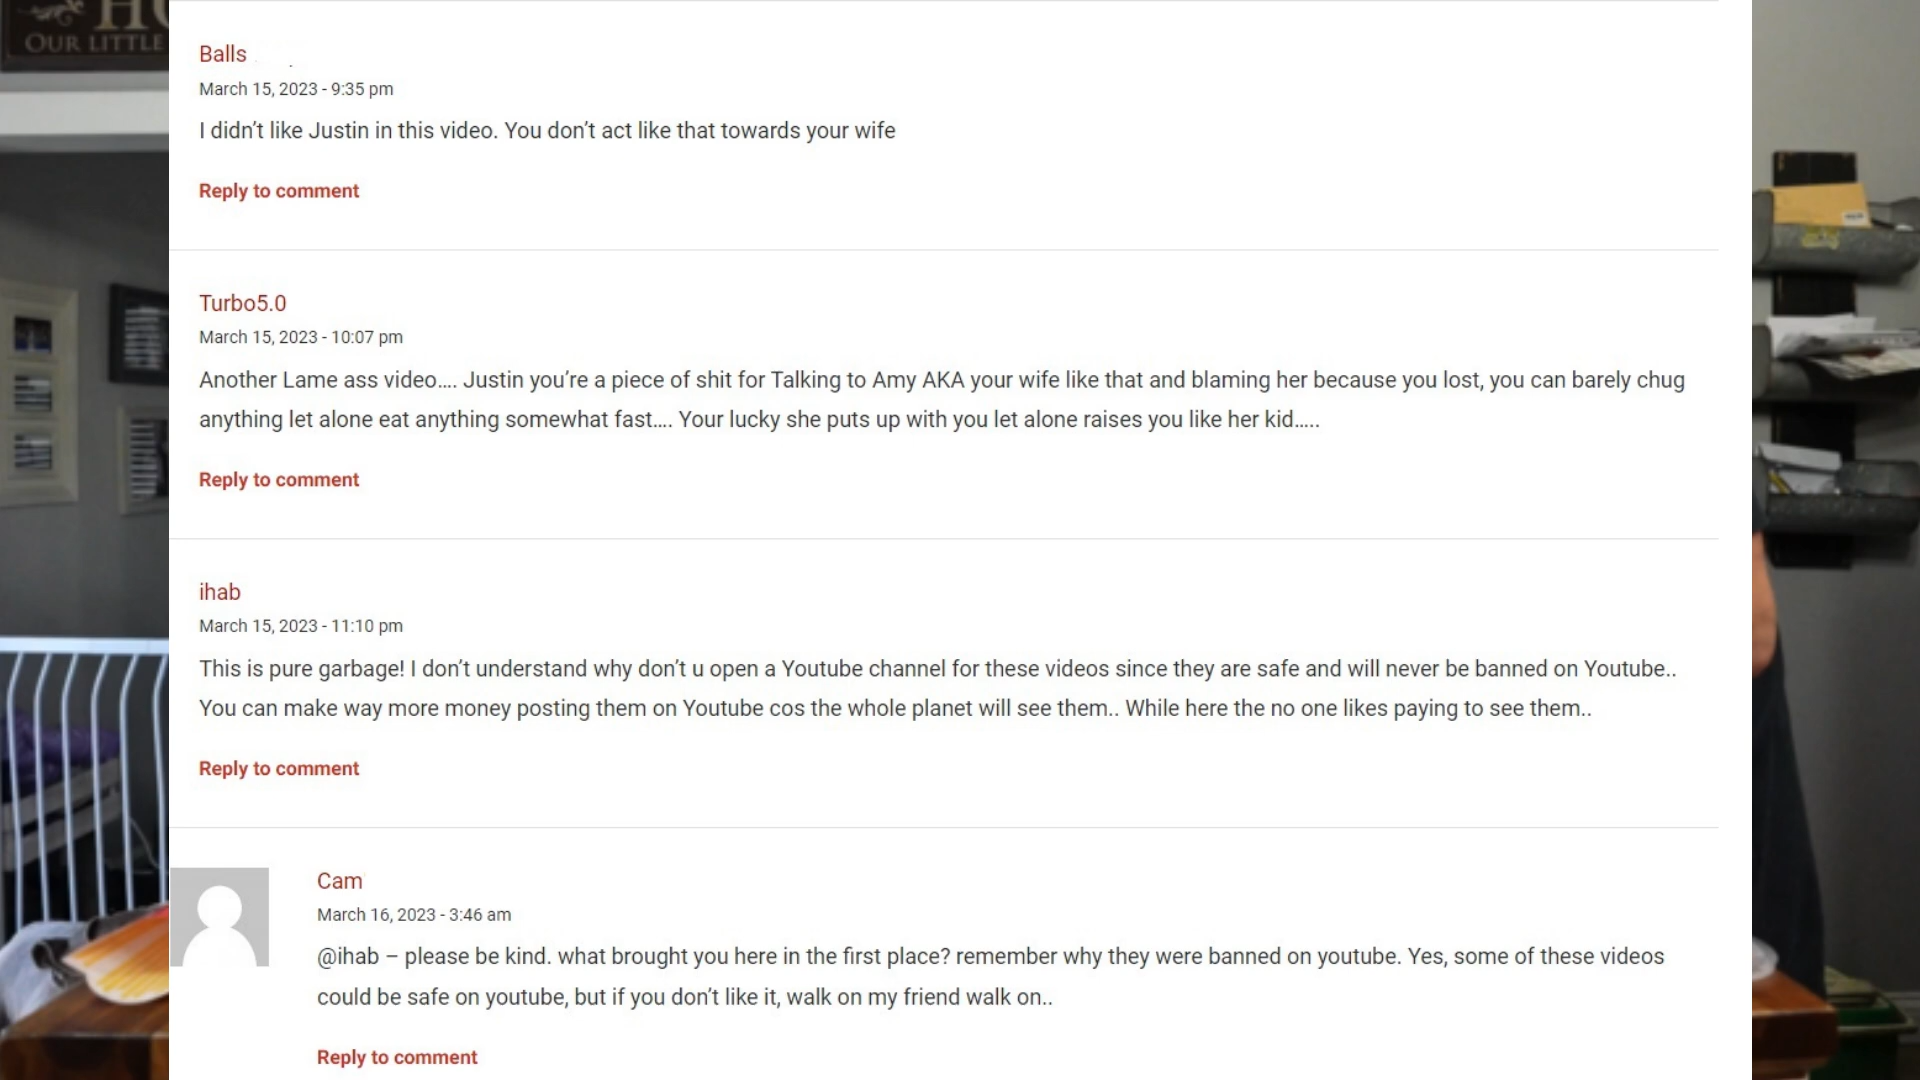 HO
OUR LITTLE
Balls
March 15, 2023 - 9:35 pm
I didn’t like Justin in this video. You don’t act like that towards your wife
Reply to comment
Turbo5.0
March 15, 2023 - 10:07 pm
Another Lame ass video.... Justin you’re a piece of shit for Talking to Amy AKA your wife like that and blaming her because you lost, you can barely chug
anything let alone eat anything somewhat fast.... Your lucky she puts up with you let alone raises you like her kid.....
Reply to comment
ihab
March 15, 2023 - 11:10 pm
This is pure garbage! I don’t understand why don’t u open a Youtube channel for these videos since they are safe and will never be banned on Youtube..
You can make way more money posting them on Youtube cos the whole planet will see them.. While here the no one likes paying to see them..
Reply to comment
Cam
March 16, 2023 - 3:46 am
@ihab – please be kind. what brought you here in the first place? remember why they were banned on youtube. Yes, some of these videos
could be safe on youtube, but if you don’t like it, walk on my friend walk on..
Reply to comment